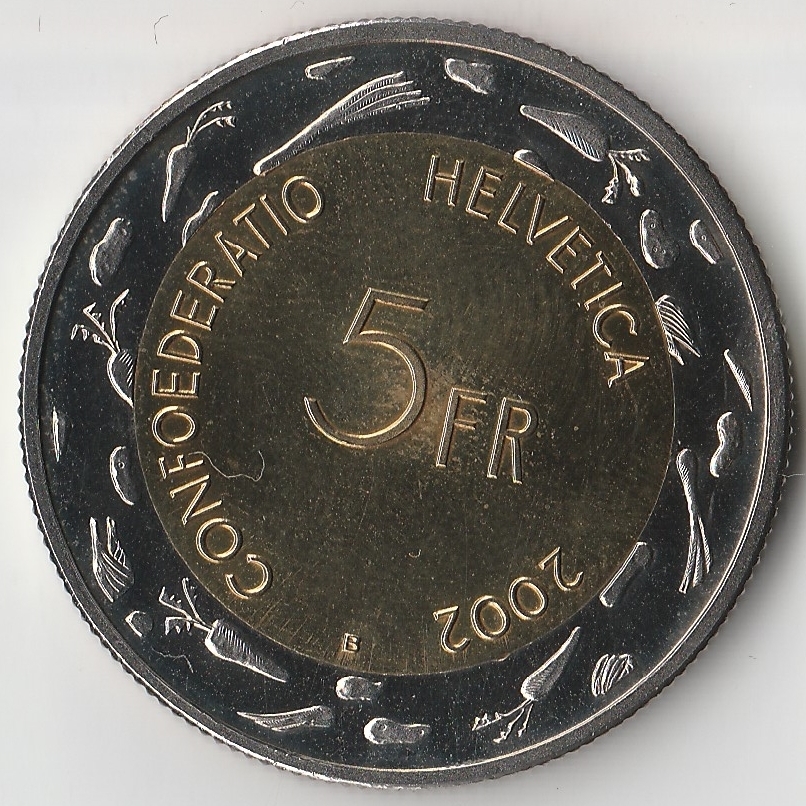 CONFOEDERATIO HELVETICA
5 FR
2002
B